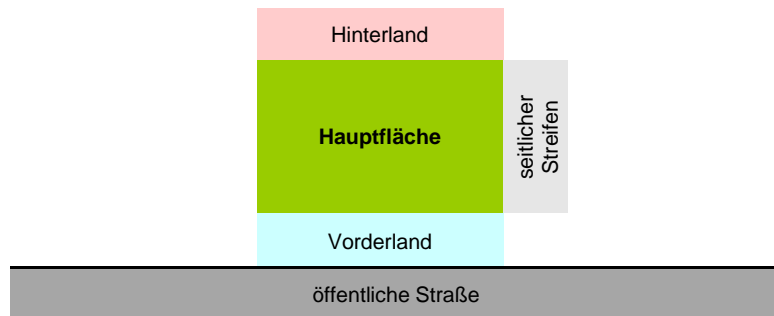 Hinterland
Hauptfläche
seitlicher
Streifen
Vorderland
öffentliche Straße